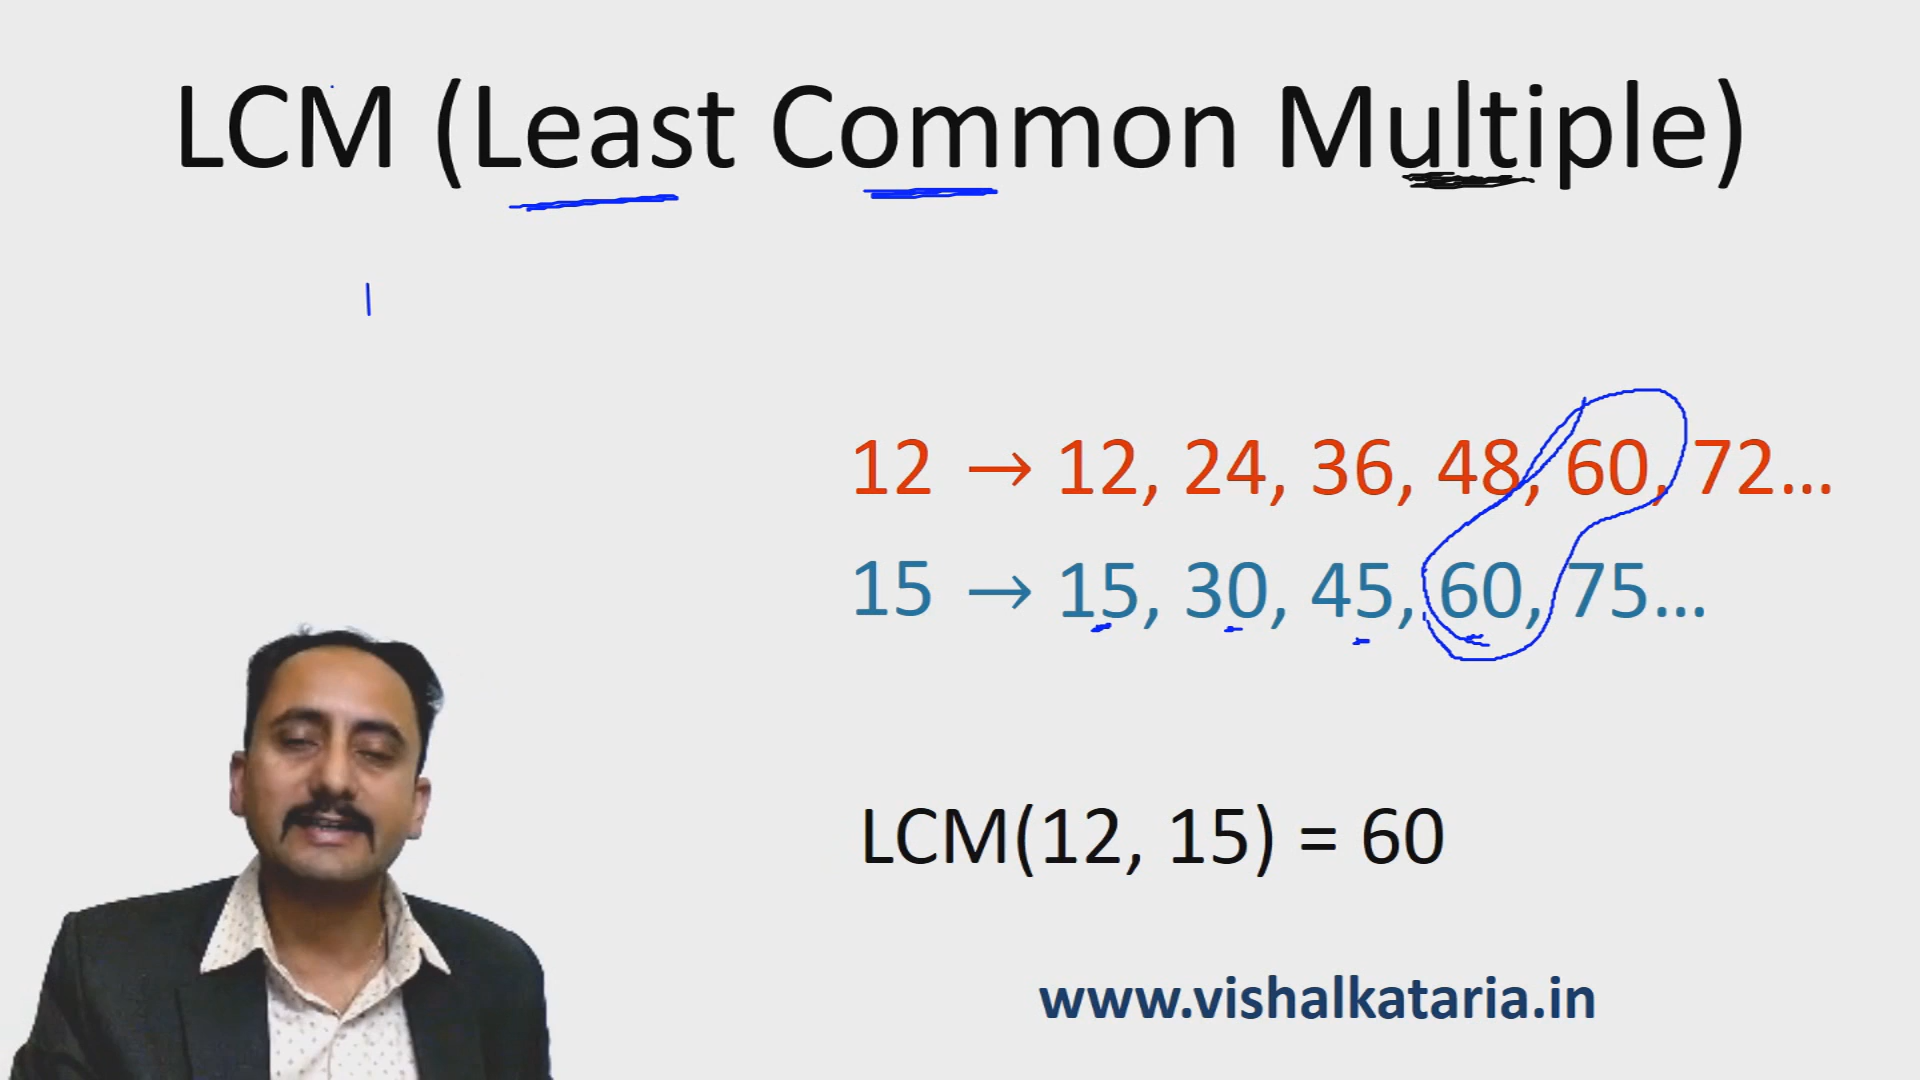 LCM (Least Common Multiple)
12 → 12, 24, 36, 48, 60, 72...
15 → 15, 30, 45, 60, 75...
LCM(12, 15) = 60
www.vishalkataria.in